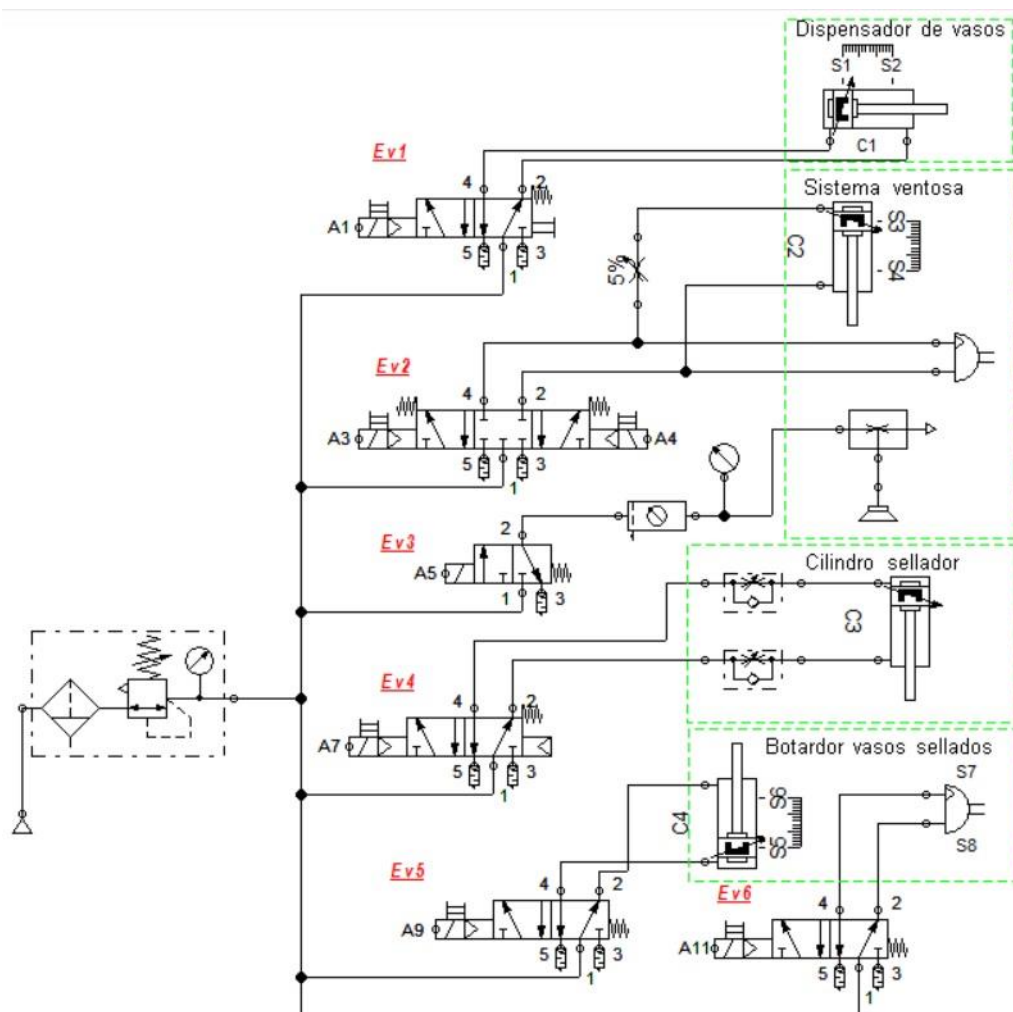 Dispensador de vasos
S1 S2
C1
Ev1
4 2
A1
5 3
1
Sistema ventosa
S3
S4
C2
5%
Ev2
4 2
A3 A4
5 3
1
Ev3
2
A5
1 3
Cilindro sellador
C3
Ev4
4 2
A7
5 3
1
Botardor vasos sellados
S6
S5
C4
S7
S8
Ev5
4 2
A9
5 3
1
Ev6
4 2
A11
5 3
1